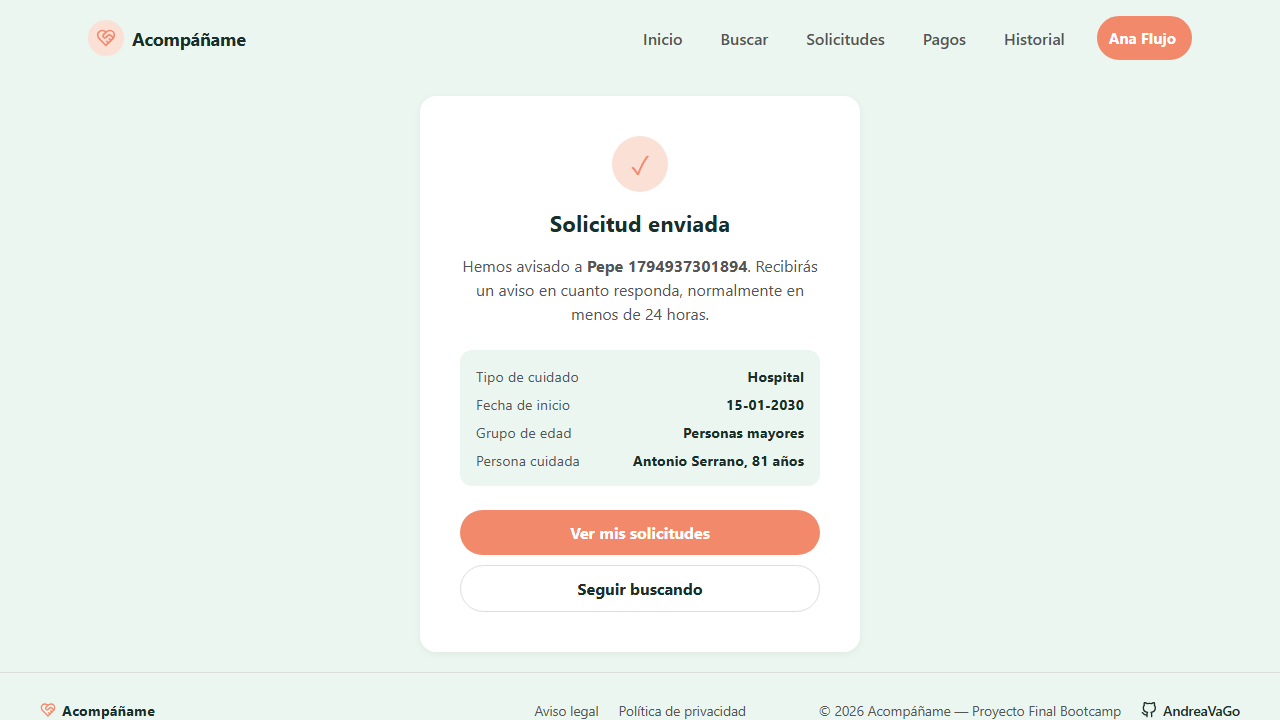 Acompáñame
Inicio
Buscar
Solicitudes
Pagos
Historial
Ana Flujo
✓
Solicitud enviada
Hemos avisado a Pepe 1794937301894. Recibirás
un aviso en cuanto responda, normalmente en
menos de 24 horas.
Tipo de cuidado Hospital
Fecha de inicio 15-01-2030
Grupo de edad Personas mayores
Persona cuidada Antonio Serrano, 81 años
Ver mis solicitudes
Seguir buscando
Acompáñame
Aviso legal
Política de privacidad
© 2026 Acompáñame — Proyecto Final Bootcamp
AndreaVaGo